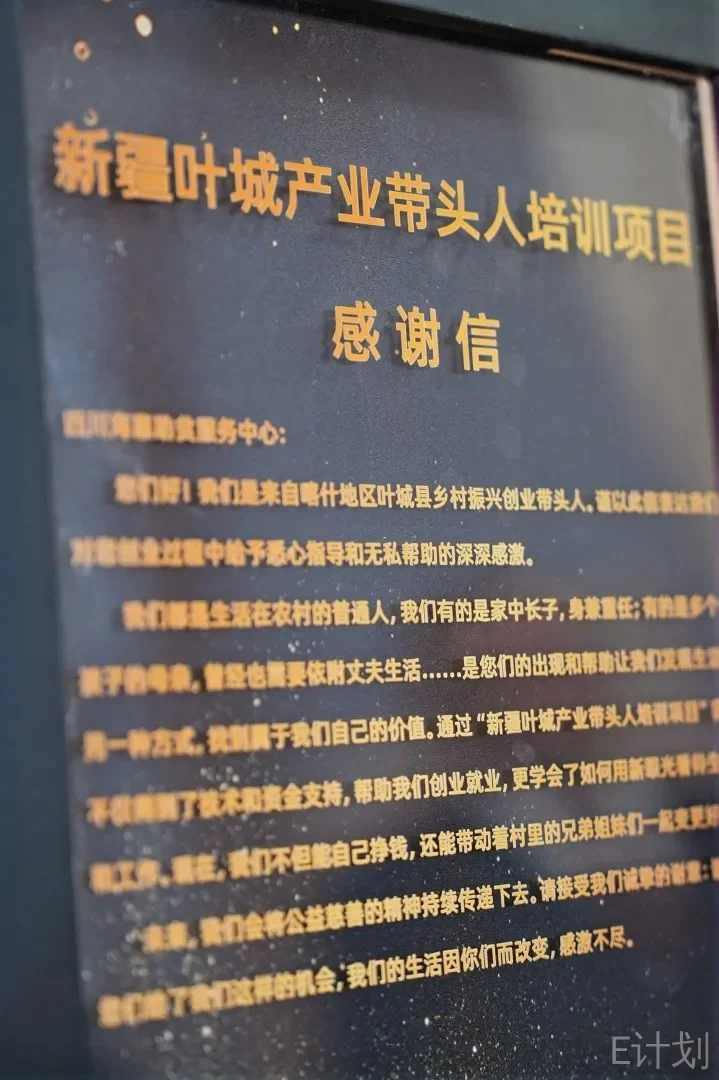 新疆叶城产业带头人培训项目
感谢信
四川海惠助贫服务中心：
您们好！我们是来自喀什地区叶城县乡村振兴创业带头人。谨以此信表达我们
对您创业过程中给予悉心指导和无私帮助的深深感激。
我们都是生活在农村的普通人，我们有的是家中长子，身兼重任；有的是多个
孩子的母亲，曾经也需要依附丈夫生活……是您们的出现和帮助让我们发现生活
另一种方式，找到属于我们自己的价值。通过“新疆叶城产业带头人培训项目”
不仅得到了技术和资金支持，帮助我们创业就业，更学会了如何用新眼光看待生
和工作。现在，我们不但能自己挣钱，还能带动着村里的兄弟姐妹们一起变更好
未来，我们会将公益慈善的精神持续传递下去。请接受我们诚挚的谢意：
您们给了我们这样的机会，我们的生活因你们而改变，感激不尽。
E计划